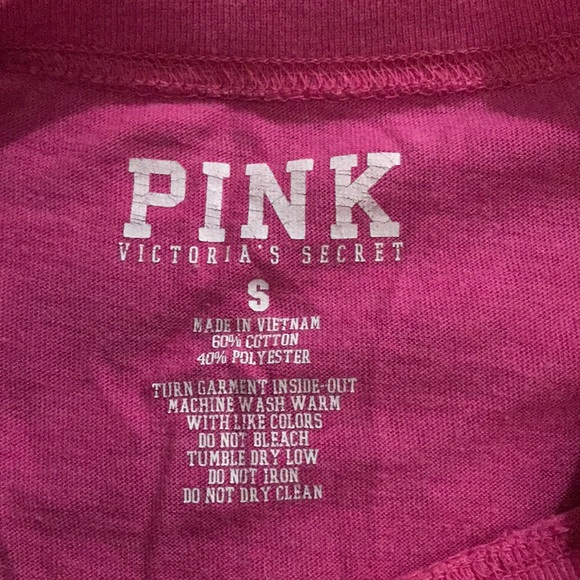 PINK
VICTORIA'S SECRET
S
MADE IN VIETNAM
60% COTTON
40% POLYESTER
TURN GARMENT INSIDE-OUT
MACHINE WASH WARM
WITH LIKE COLORS
DO NOT BLEACH
TUMBLE DRY LOW
DO NOT IRON
DO NOT DRY CLEAN